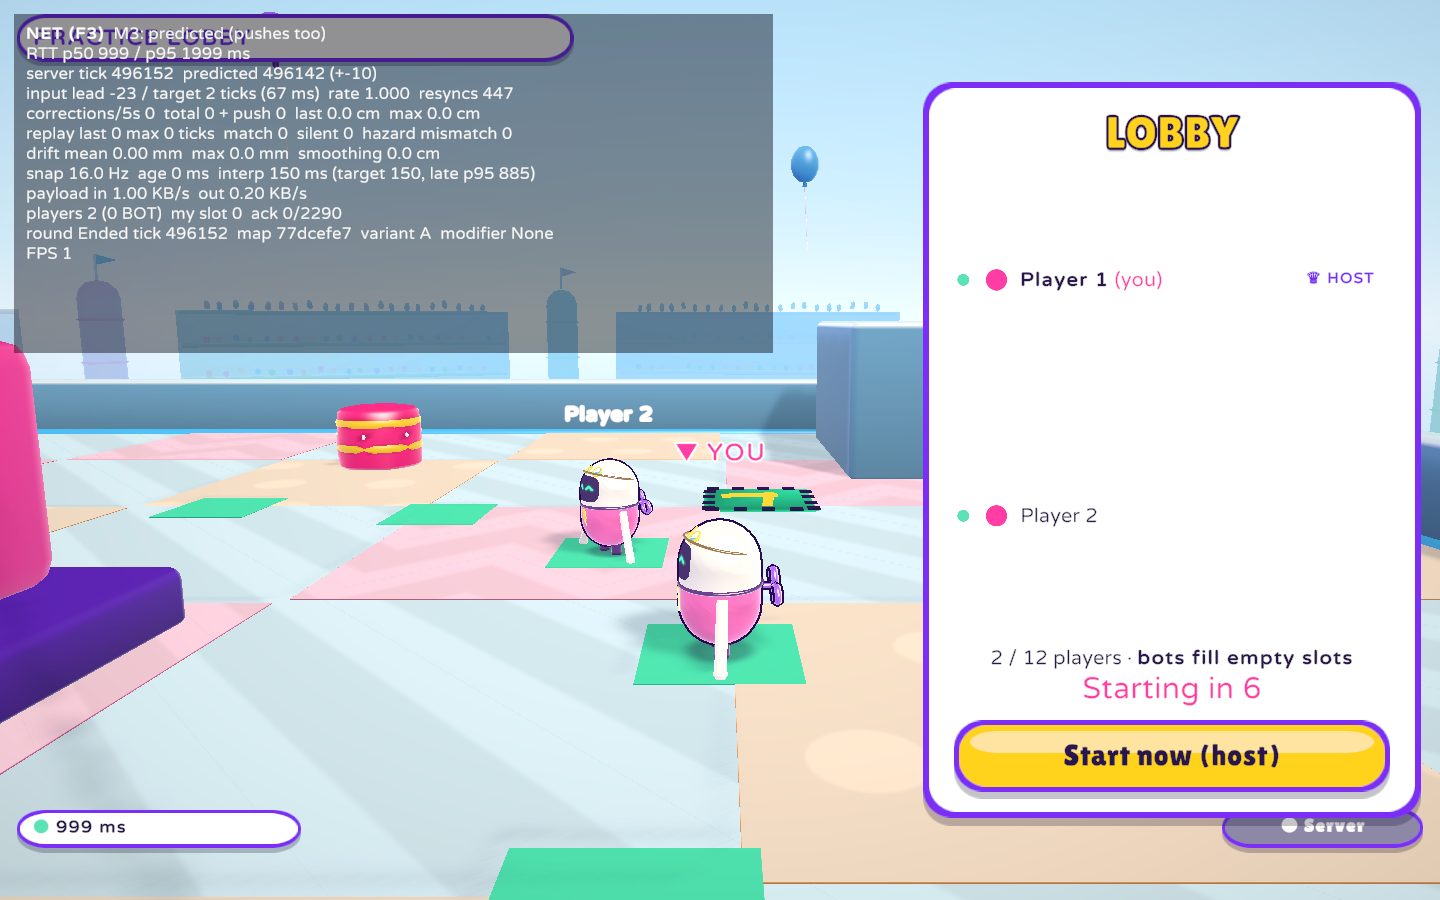 PRACTICE LOBBY
NET (F3) M3: predicted (pushes too)
RTT p50 999 / p95 1999 ms
server tick 496152 predicted 496142 (+-10)
input lead -23 / target 2 ticks (67 ms) rate 1.000 resyncs 447
corrections/5s 0 total 0 + push 0 last 0.0 cm max 0.0 cm
replay last 0 max 0 ticks match 0 silent 0 hazard mismatch 0
drift mean 0.00 mm max 0.0 mm smoothing 0.0 cm
snap 16.0 Hz age 0 ms interp 150 ms (target 150, late p95 885)
payload in 1.00 KB/s out 0.20 KB/s
players 2 (0 BOT) my slot 0 ack 0/2290
round Ended tick 496152 map 77dcefe7 variant A modifier None
FPS 1
Player 2
▼ YOU
LOBBY
Player 1 (you)
♛ HOST
Player 2
2 / 12 players · bots fill empty slots
Starting in 6
Start now (host)
999 ms
Server